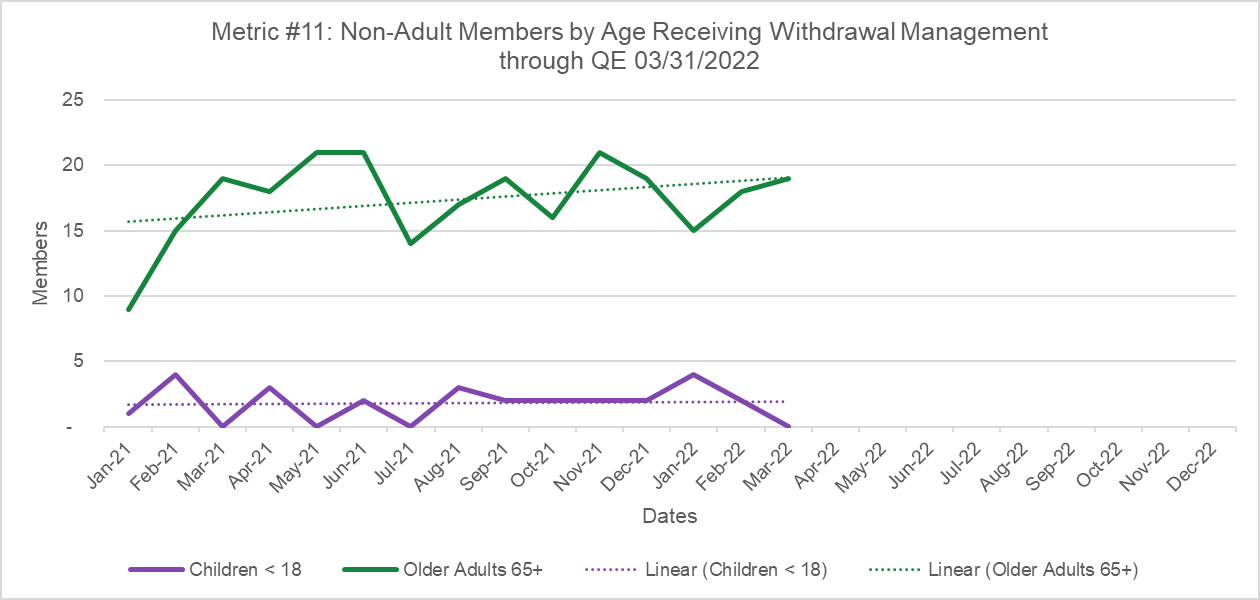 Metric #11: Non-Adult Members by Age Receiving Withdrawal Management
through QE 03/31/2022
25
20
15
10
5
-
Members
Jan-21
Feb-21
Mar-21
Apr-21
May-21
Jun-21
Jul-21
Aug-21
Sep-21
Oct-21
Nov-21
Dec-21
Jan-22
Feb-22
Mar-22
Apr-22
May-22
Jun-22
Jul-22
Aug-22
Sep-22
Oct-22
Nov-22
Dec-22
Dates
Children < 18
Older Adults 65+
Linear (Children < 18)
Linear (Older Adults 65+)